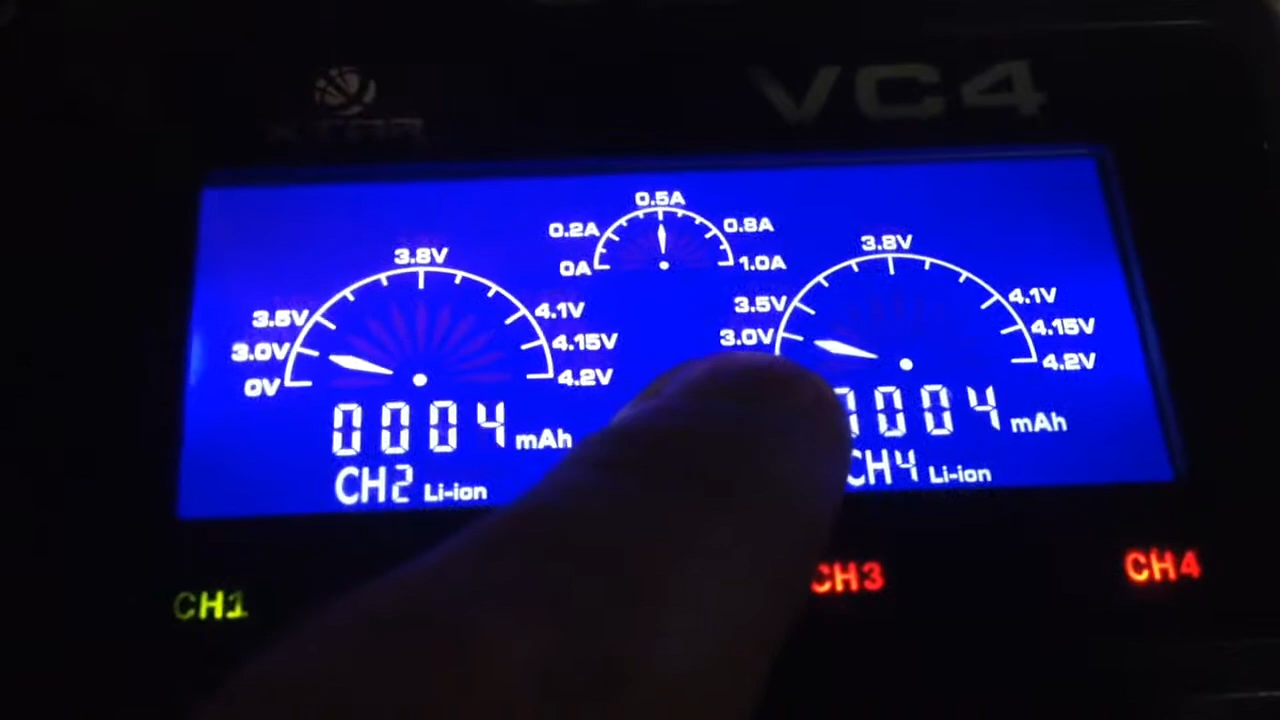 XTAR
VC4
0.5A
0.2A 0.8A
0A 1.0A
3.8V 3.8V
3.5V 4.1V 3.5V 4.1V
3.0V 4.15V 3.0V 4.15V
0V 4.2V 4.2V
0004 mAh 004 mAh
CH2 Li-ion CH4 Li-ion
CH1 CH3 CH4